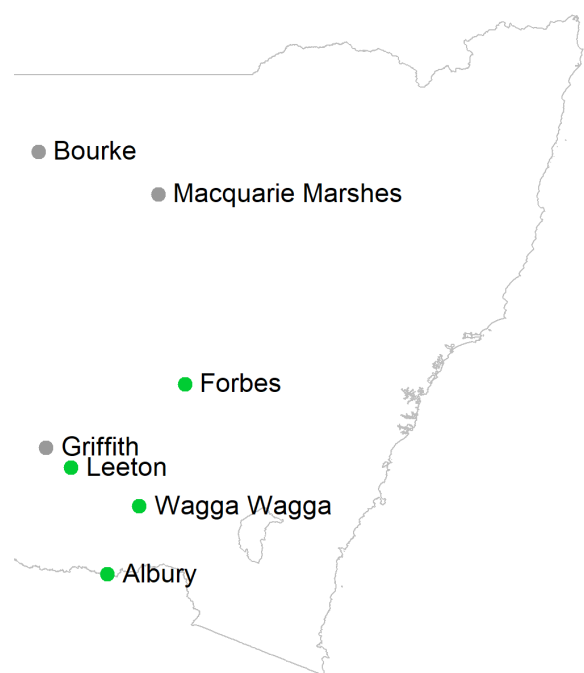 Bourke
Macquarie Marshes
Forbes
Griffith
Leeton
Wagga Wagga
Albury